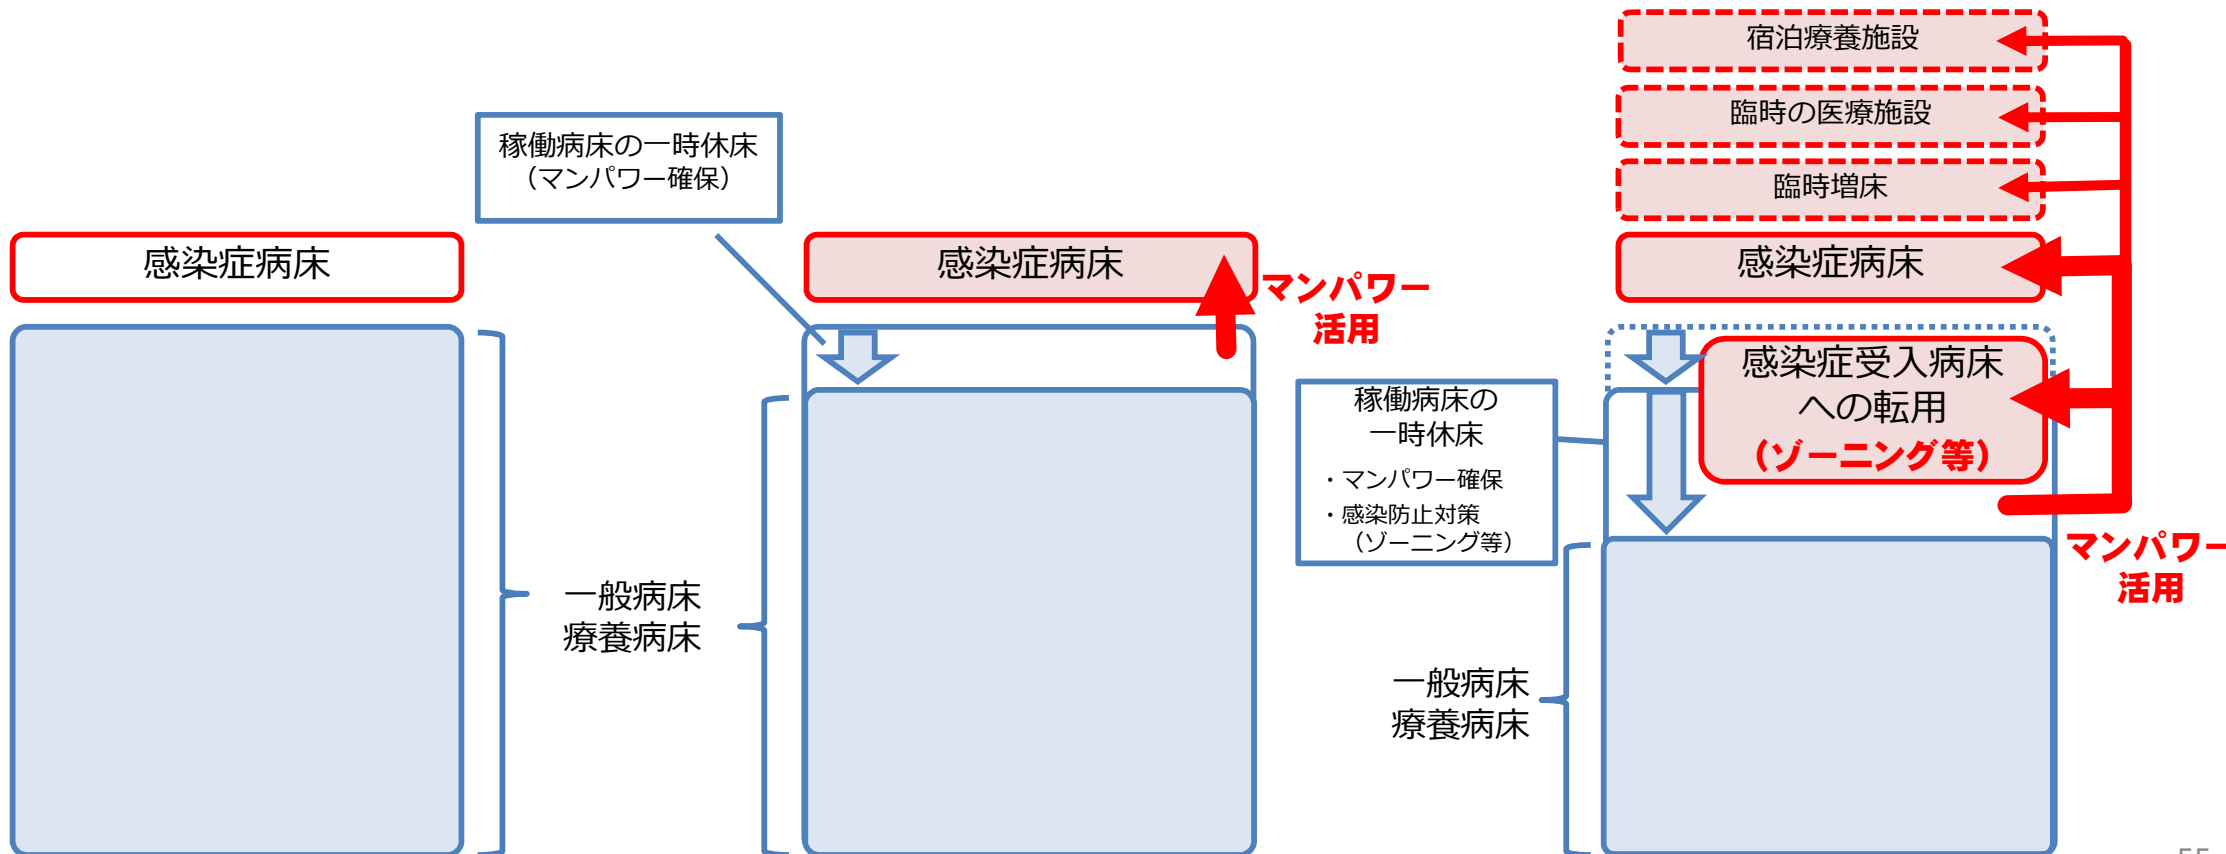 感染症病床
一般病床
療養病床
稼働病床の一時休床
（マンパワー確保）
感染症病床
マンパワー
活用
稼働病床の
一時休床
・マンパワー確保
・感染防止対策
（ゾーニング等）
一般病床
療養病床
宿泊療養施設
臨時の医療施設
臨時増床
感染症病床
感染症受入病床
への転用
（ゾーニング等）
マンパワー
活用